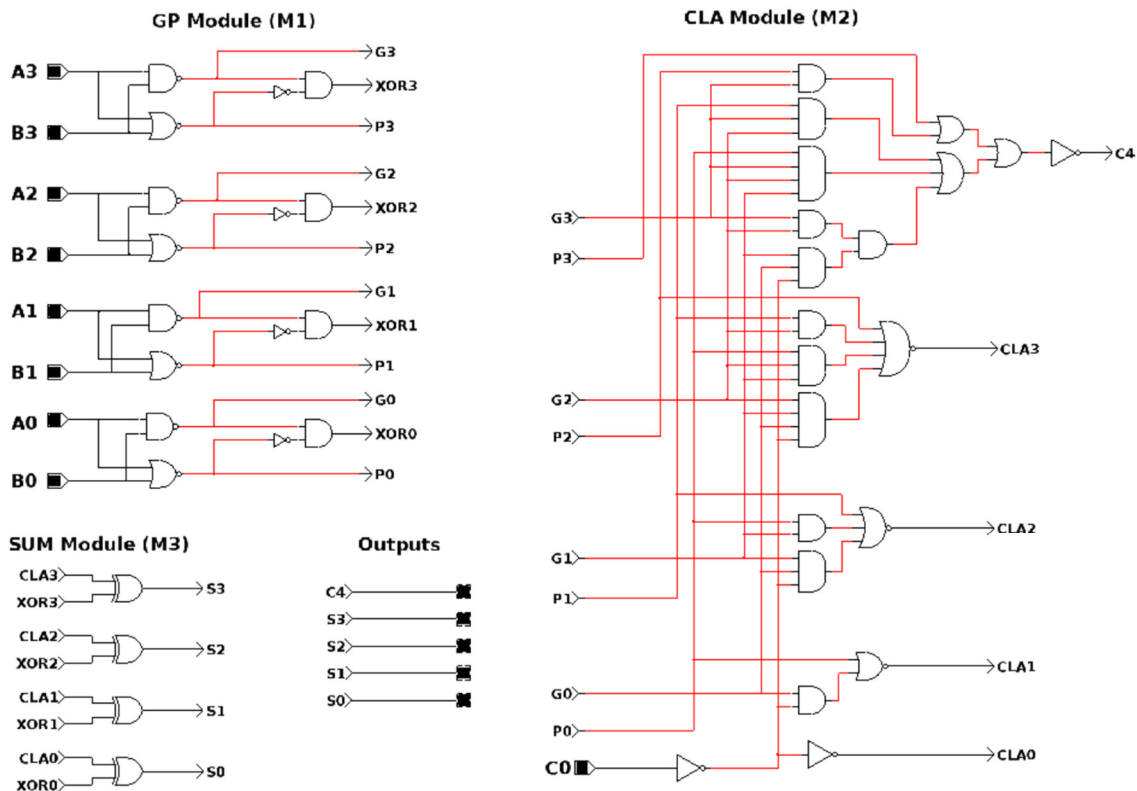 GP Module (M1)
A3
B3
G3
XOR3
P3
A2
B2
G2
XOR2
P2
A1
B1
G1
XOR1
P1
A0
B0
G0
XOR0
P0
SUM Module (M3)
CLA3
XOR3
S3
CLA2
XOR2
S2
CLA1
XOR1
S1
CLA0
XOR0
S0
Outputs
C4
S3
S2
S1
S0
CLA Module (M2)
C4
G3
P3
CLA3
G2
P2
CLA2
G1
P1
CLA1
G0
P0
CLA0
C0